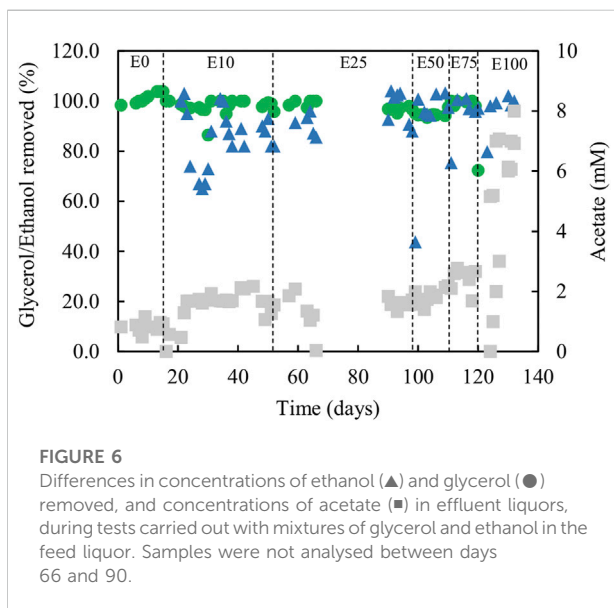 E0 E10 E25 E50 E75 E100
120.0
100.0
80.0
60.0
40.0
20.0
0.0
Glycerol/Ethanol removed (%)
10
8
6
4
2
0
Acetate (mM)
0 20 40 60 80 100 120 140
Time (days)
FIGURE 6
Differences in concentrations of ethanol (▲) and glycerol (●)
removed, and concentrations of acetate (■) in effluent liquors,
during tests carried out with mixtures of glycerol and ethanol in the
feed liquor. Samples were not analysed between days
66 and 90.